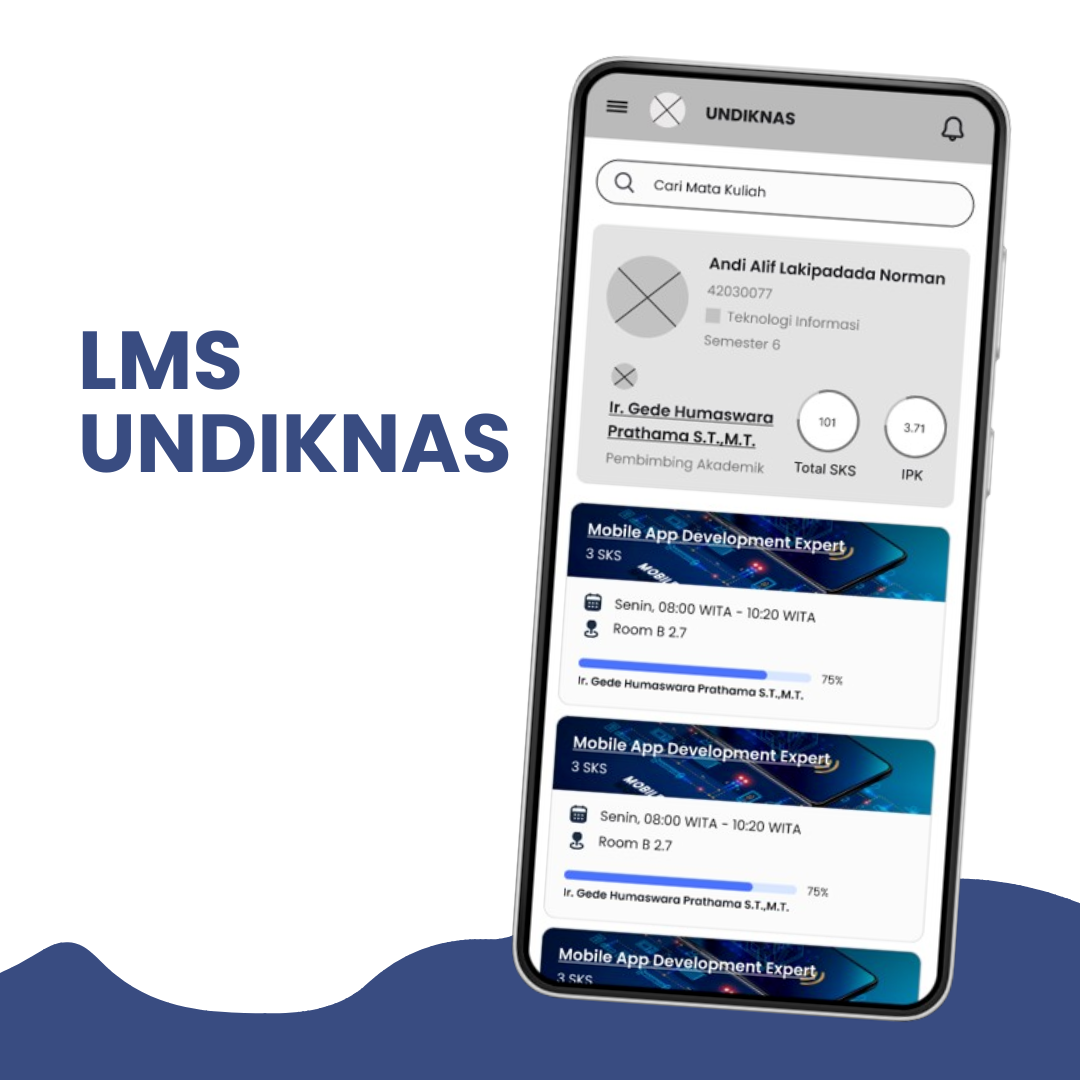 LMS
UNDIKNAS
UNDIKNAS
Cari Mata Kuliah
Andi Alif Lakipadada Norman
42030077
Teknologi Informasi
Semester 6
Ir. Gede Humaswara
Prathama S.T.,M.T.
Pembimbing Akademik
101
Total SKS
3.71
IPK
Mobile App Development Expert
3 SKS
Senin, 08:00 WITA - 10:20 WITA
Room B 2.7
75%
Ir. Gede Humaswara Prathama S.T.,M.T.
Mobile App Development Expert
3 SKS
Senin, 08:00 WITA - 10:20 WITA
Room B 2.7
75%
Ir. Gede Humaswara Prathama S.T.,M.T.
Mobile App Development Expert
3 SKS